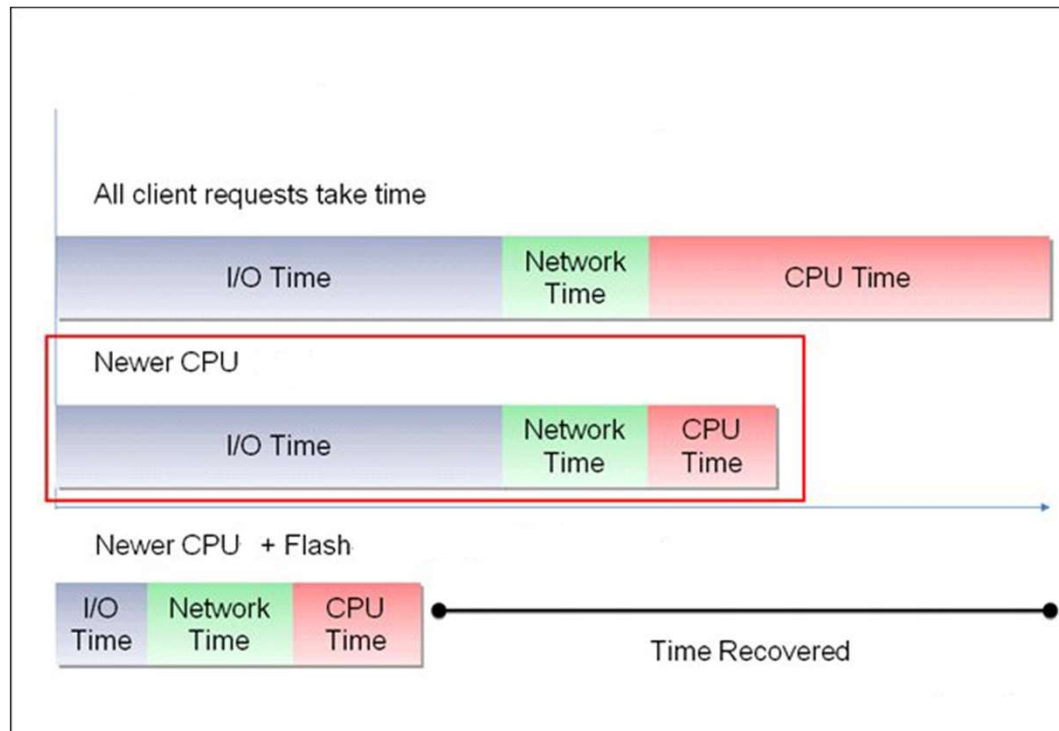 All client requests take time
I/O Time
Network
Time
CPU Time
Newer CPU
I/O Time
Network
Time
CPU
Time
Newer CPU + Flash
I/O
Time
Network
Time
CPU
Time
Time Recovered